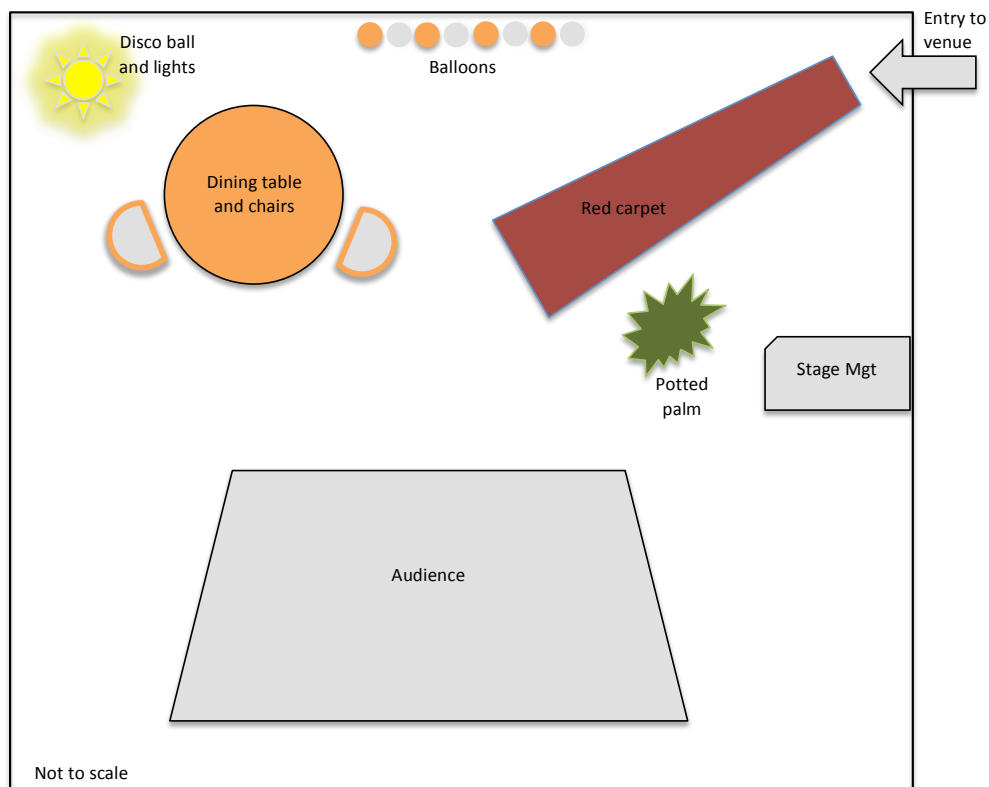 Entry to
venue
Disco ball
and lights
Balloons
Dining table
and chairs
Red carpet
Stage Mgt
Potted
palm
Audience
Not to scale